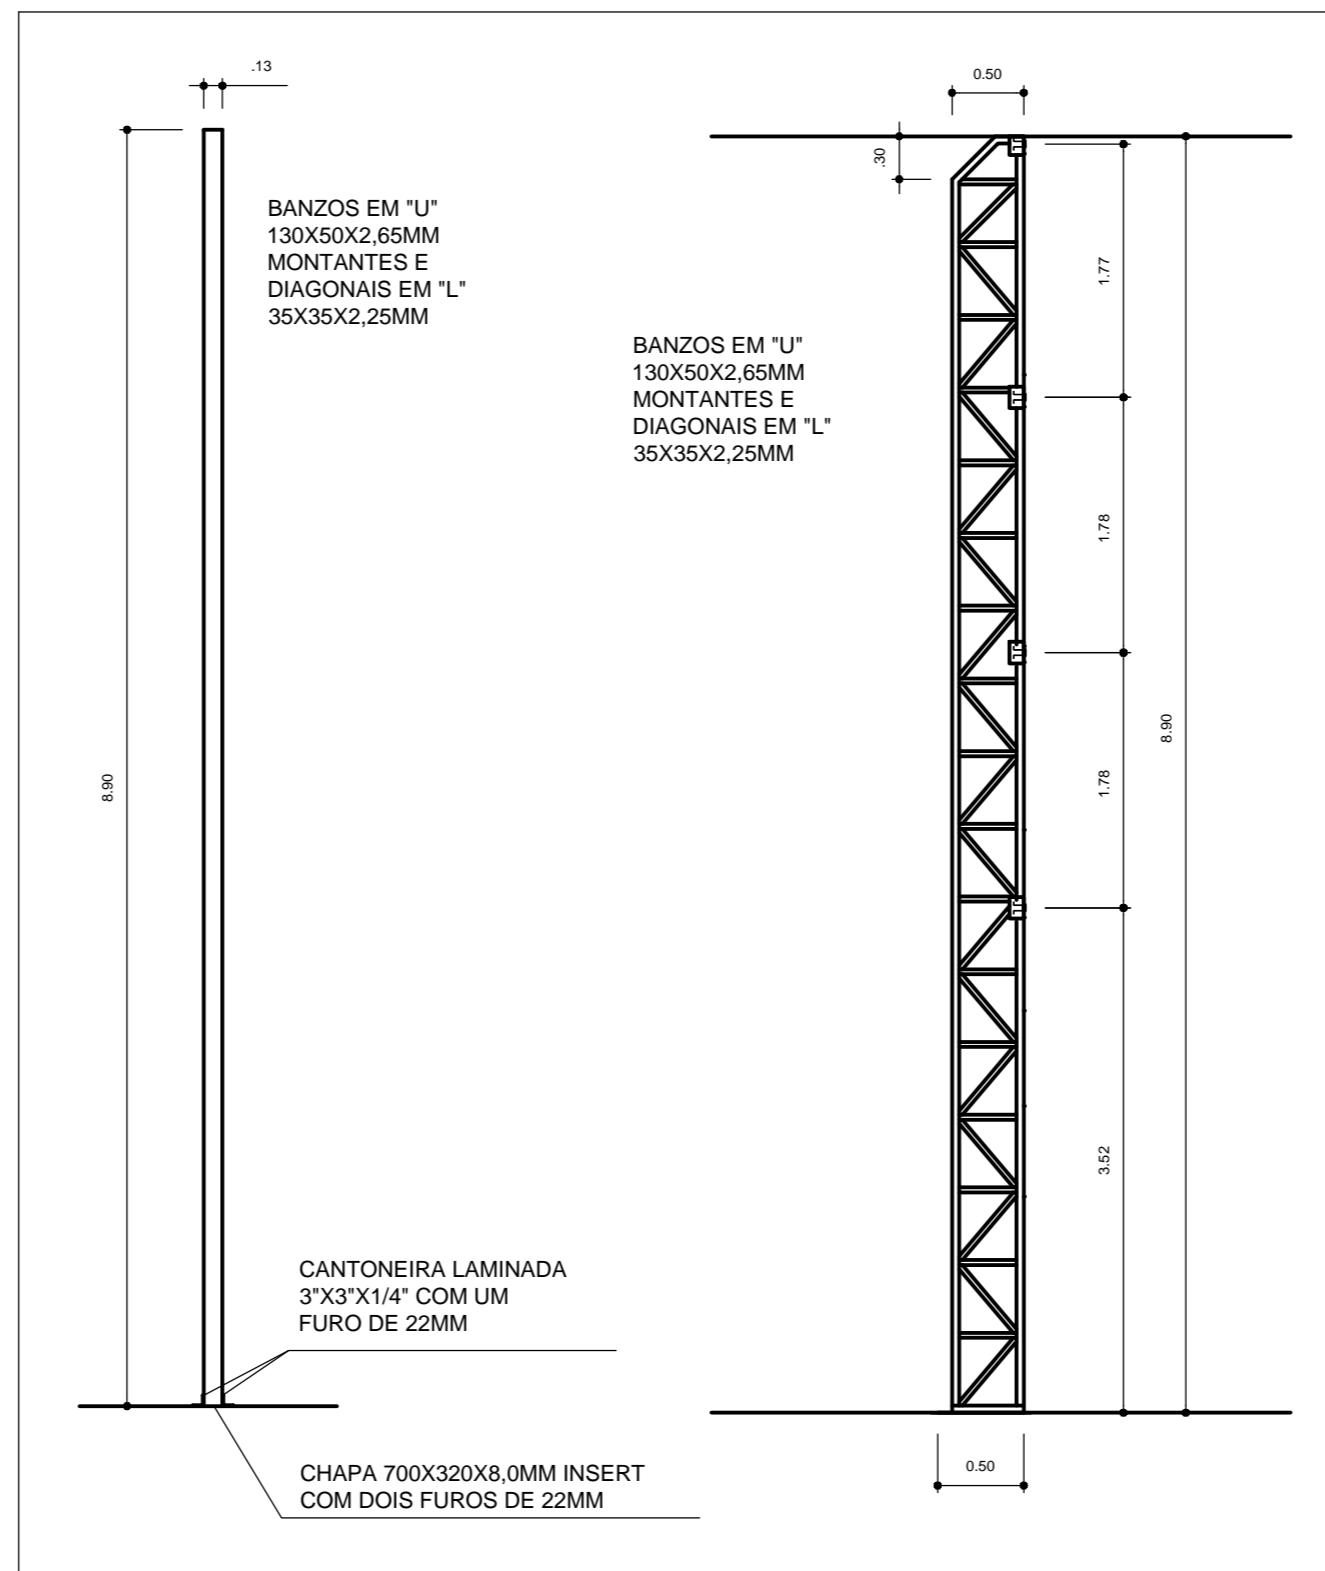 .13
0.50
.30
BANZOS EM "U"
130X50X2,65MM
MONTANTES E
DIAGONAIS EM "L"
35X35X2,25MM
1.77
BANZOS EM "U"
130X50X2,65MM
MONTANTES E
DIAGONAIS EM "L"
35X35X2,25MM
1.78
8.90
8.90
1.78
3.52
CANTONEIRA LAMINADA
3"X3"X1/4" COM UM
FURO DE 22MM
CHAPA 700X320X8,0MM INSERT
COM DOIS FUROS DE 22MM
0.50